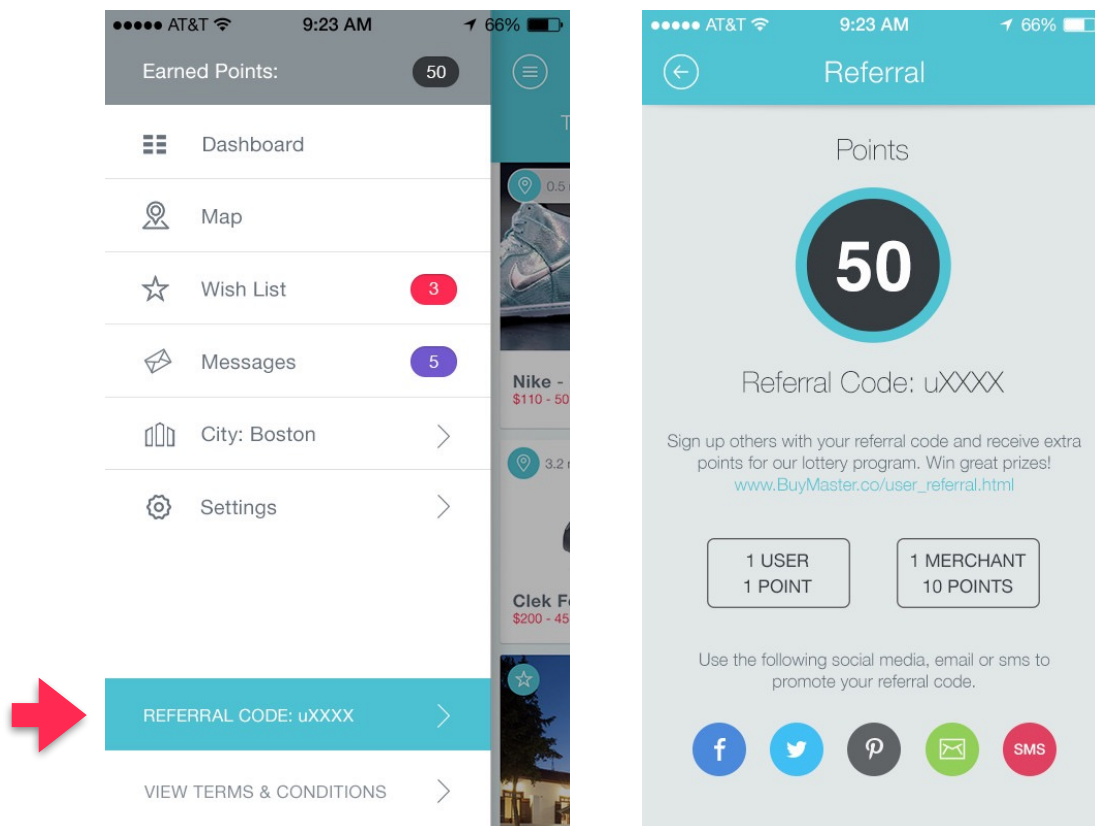 AT&T 9:23 AM 66%
Earned Points: 50
Dashboard
Map
Wish List 3
Messages 5
City: Boston
Settings
REFERRAL CODE: uXXXX
VIEW TERMS & CONDITIONS
T
0.5
Nike -
$110 - 50
3.2
Clek
$200 - 45
AT&T 9:23 AM 66%
Referral
Points
50
Referral Code: uXXXX
Sign up others with your referral code and receive extra
points for our lottery program. Win great prizes!
www.BuyMaster.co/user_referral.html
1 USER
1 POINT
1 MERCHANT
10 POINTS
Use the following social media, email or sms to
promote your referral code.
SMS